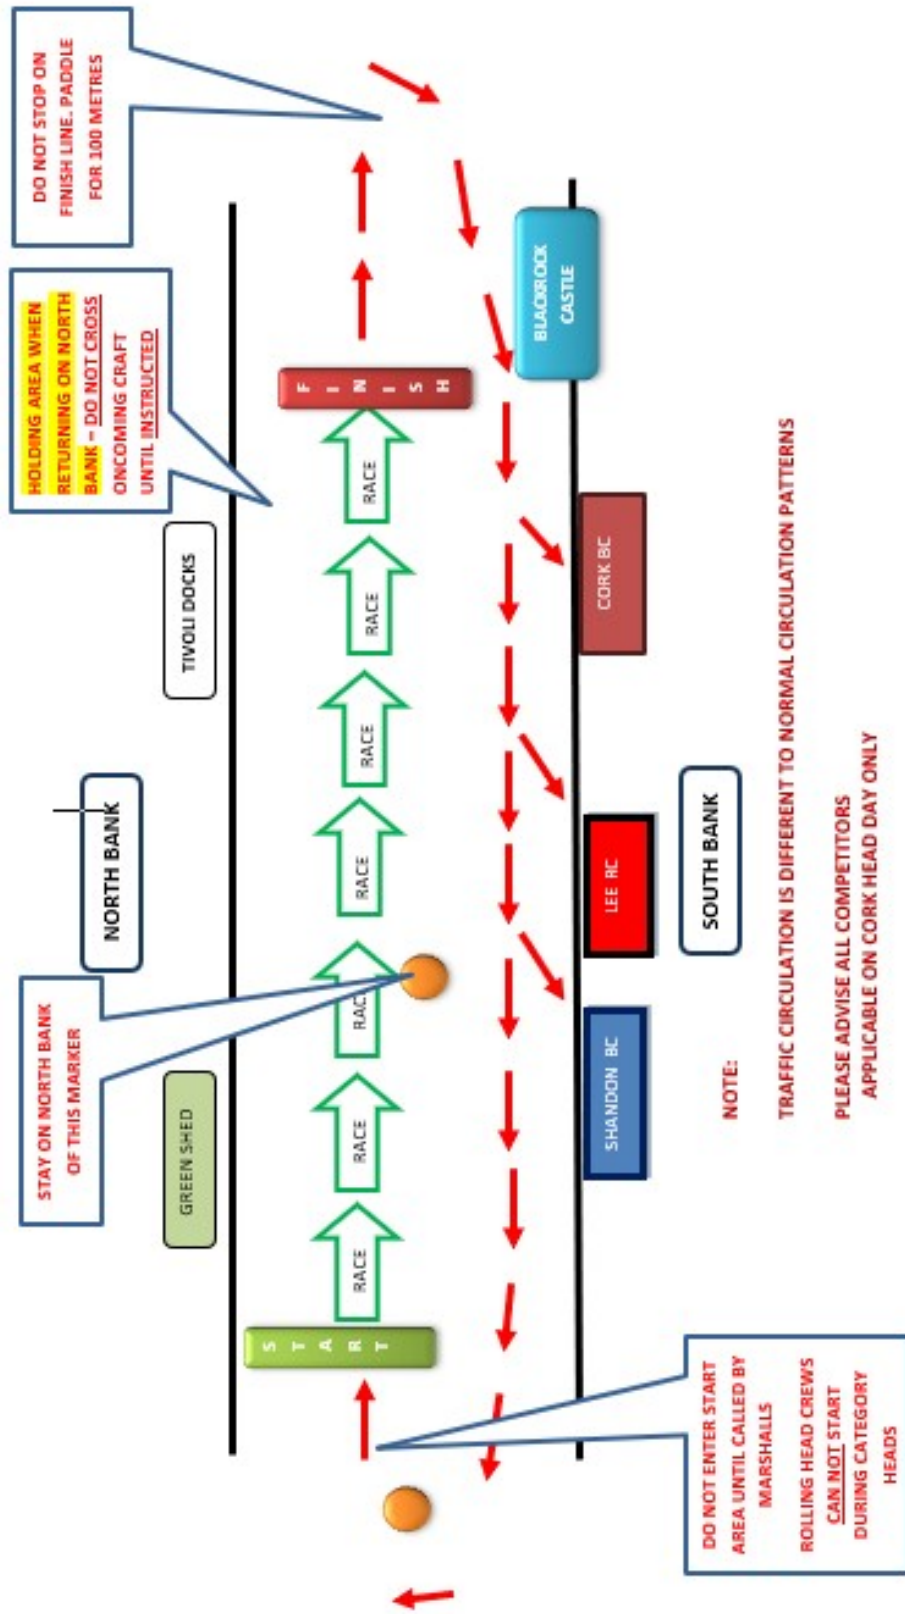 STAY ON NORTH BANK
OF THIS MARKER
NORTH BANK
HOLDING AREA WHEN
RETURNING ON NORTH
BANK – DO NOT CROSS
ONCOMING CRAFT
UNTIL INSTRUCTED
DO NOT STOP ON
FINISH LINE. PADDLE
FOR 100 METRES
GREEN SHED
TIVOLI DOCKS
START
RACE
RACE
RACE
RACE
RACE
RACE
RACE
FINISH
BLACKROCK
CASTLE
SHANDON BC
LEE RC
CORK BC
SOUTH BANK
DO NOT ENTER START
AREA UNTIL CALLED BY
MARSHALLS
ROLLING HEAD CREWS
CAN NOT START
DURING CATEGORY
HEADS
NOTE:
TRAFFIC CIRCULATION IS DIFFERENT TO NORMAL CIRCULATION PATTERNS
PLEASE ADVISE ALL COMPETITORS
APPLICABLE ON CORK HEAD DAY ONLY